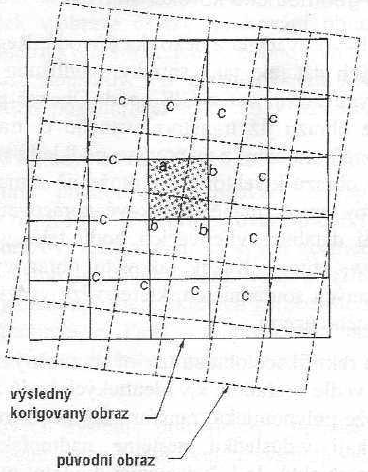 c c c c
c a b c
c b b c
c c c c
výsledný
korigovaný obraz
původní obraz